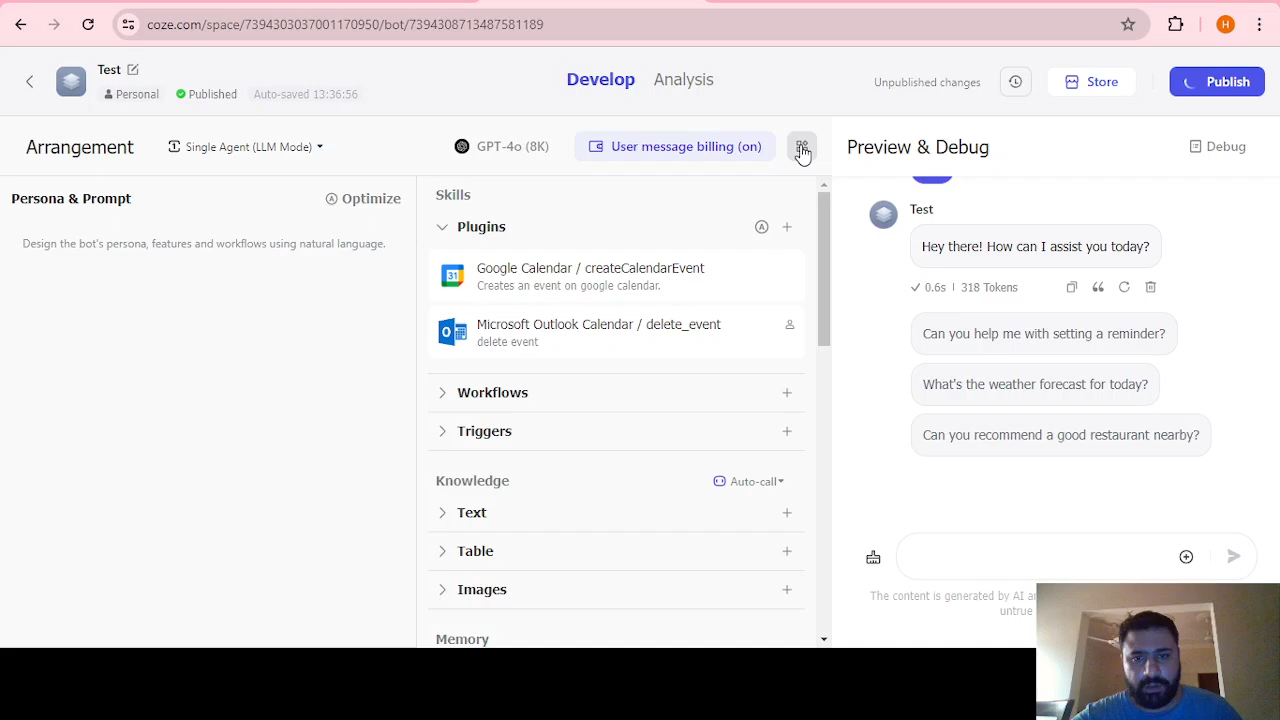 coze.com/space/7394303037001170950/bot/7394308713487581189
H
Test
Personal
Published
Auto-saved 13:36:56
Develop
Analysis
Unpublished changes
Store
Publish
Arrangement
Single Agent (LLM Mode)
GPT-4o (8K)
User message billing (on)
Preview & Debug
Debug
Persona & Prompt
Optimize
Design the bot's persona, features and workflows using natural language.
Skills
Plugins
A
31
Google Calendar / createCalendarEvent
Creates an event on google calendar.
Microsoft Outlook Calendar / delete_event
delete event
Workflows
Triggers
Knowledge
Auto-call
Text
Table
Images
Memory
Test
Hey there! How can I assist you today?
0.6s | 318 Tokens
Can you help me with setting a reminder?
What's the weather forecast for today?
Can you recommend a good restaurant nearby?
The content is generated by AI
untrue